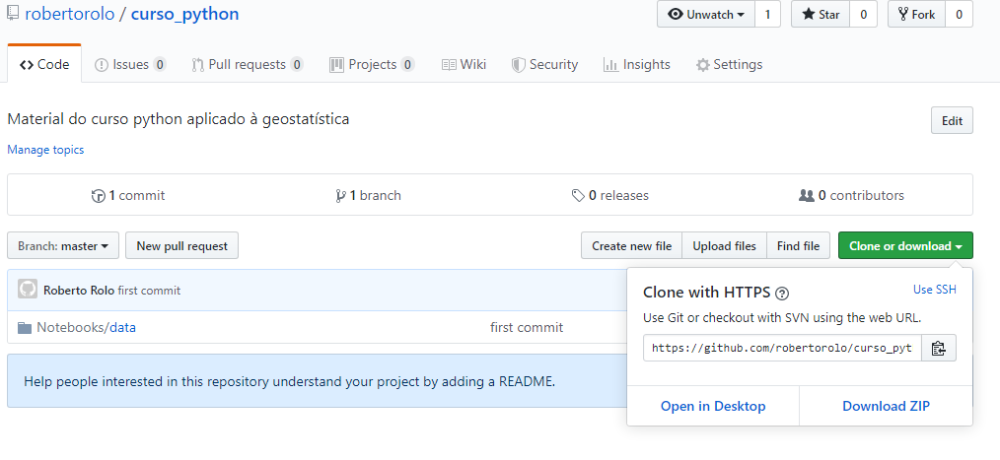 robertorolo / curso_python
Unwatch 1 Star 0 Fork 0
Code Issues 0 Pull requests 0 Projects 0 Wiki Security Insights Settings
Material do curso python aplicado à geostatística
Edit
Manage topics
1 commit 1 branch 0 releases 0 contributors
Branch: master New pull request Create new file Upload files Find file Clone or download
Roberto Rolo first commit
Notebooks/data first commit
Help people interested in this repository understand your project by adding a README.
Clone with HTTPS ? Use SSH
Use Git or checkout with SVN using the web URL.
https://github.com/robertorolo/curso_pyt
Open in Desktop Download ZIP